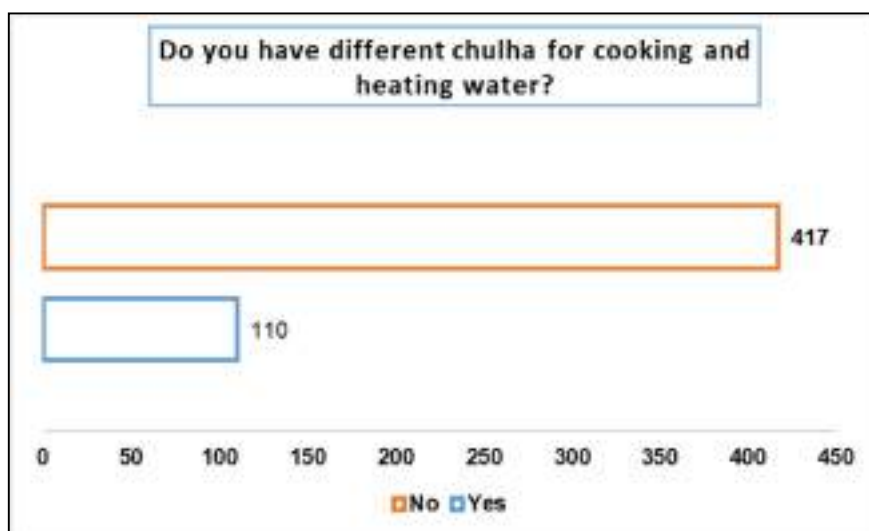 Do you have different chulha for cooking and
heating water?
417
110
0 50 100 150 200 250 300 350 400 450
No Yes